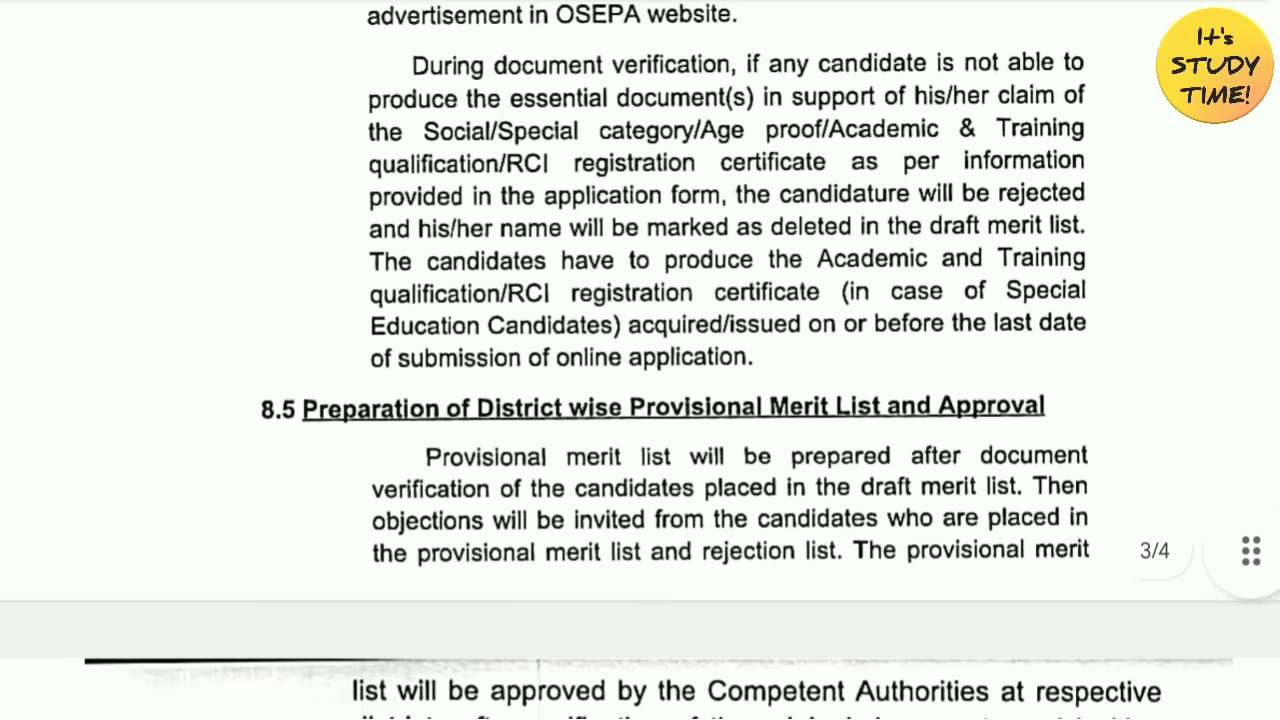 advertisement in OSEPA website.
It's
STUDY
TIME!
During document verification, if any candidate is not able to
produce the essential document(s) in support of his/her claim of
the Social/Special category/Age proof/Academic & Training
qualification/RCI registration certificate as per information
provided in the application form, the candidature will be rejected
and his/her name will be marked as deleted in the draft merit list.
The candidates have to produce the Academic and Training
qualification/RCI registration certificate (in case of Special
Education Candidates) acquired/issued on or before the last date
of submission of online application.
8.5 Preparation of District wise Provisional Merit List and Approval
Provisional merit list will be prepared after document
verification of the candidates placed in the draft merit list. Then
objections will be invited from the candidates who are placed in
the provisional merit list and rejection list. The provisional merit
3/4
list will be approved by the Competent Authorities at respective